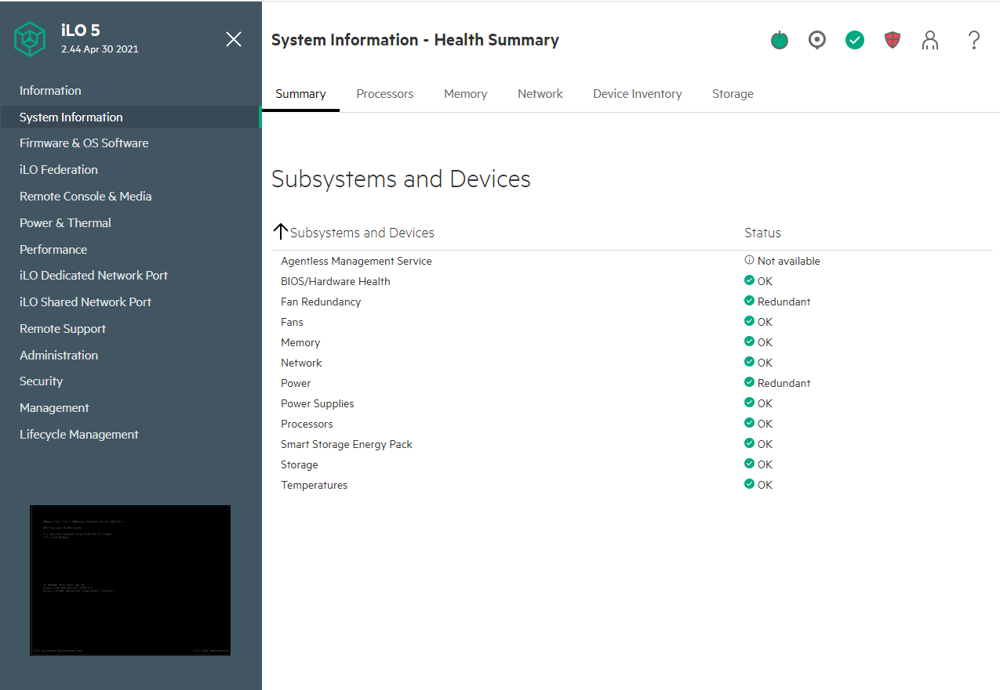 iLO 5
2.44 Apr 30 2021
Information
System Information
Firmware & OS Software
iLO Federation
Remote Console & Media
Power & Thermal
Performance
iLO Dedicated Network Port
iLO Shared Network Port
Remote Support
Administration
Security
Management
Lifecycle Management
System Information - Health Summary
Summary Processors Memory Network Device Inventory Storage
Subsystems and Devices
Subsystems and Devices Status
Agentless Management Service Not available
BIOS/Hardware Health OK
Fan Redundancy Redundant
Fans OK
Memory OK
Network OK
Power Redundant
Power Supplies OK
Processors OK
Smart Storage Energy Pack OK
Storage OK
Temperatures OK